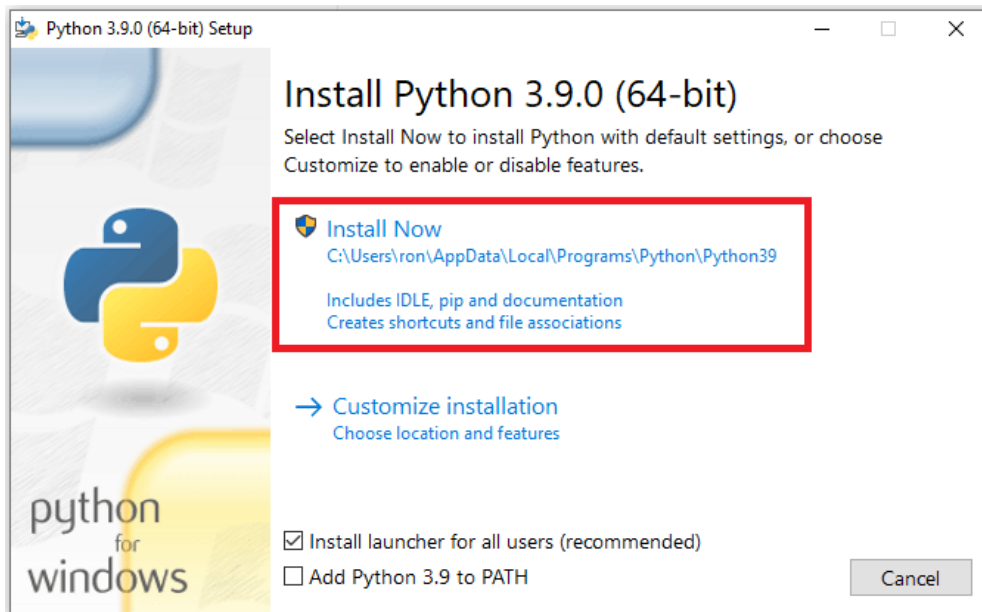 Python 3.9.0 (64-bit) Setup
Install Python 3.9.0 (64-bit)
Select Install Now to install Python with default settings, or choose
Customize to enable or disable features.
Install Now
C:\Users\ron\AppData\Local\Programs\Python\Python39
Includes IDLE, pip and documentation
Creates shortcuts and file associations
Customize installation
Choose location and features
python
for
windows
Install launcher for all users (recommended)
Add Python 3.9 to PATH
Cancel